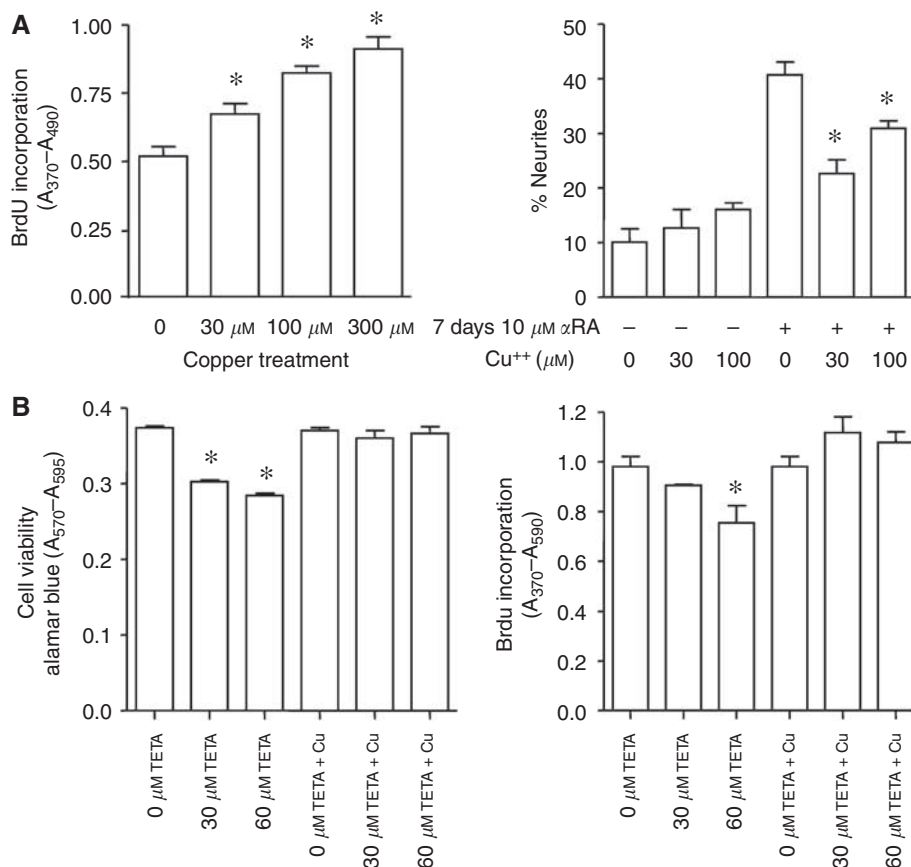 A
BrdU incorporation
(A370–A490)
1.00
0.75
0.50
0.25
0.00
*
*
*
0
30 μM
100 μM
300 μM
Copper treatment
% Neurites
50
40
30
20
10
0
*
*
7 days 10 μM αRA
–
–
–
+
+
+
Cu++ (μM)
0
30
100
0
30
100
B
Cell viability
alamar blue (A570–A595)
0.4
0.3
0.2
0.1
0.0
*
*
0 μM TETA
30 μM TETA
60 μM TETA
0 μM TETA + Cu
30 μM TETA + Cu
60 μM TETA + Cu
Brdu incorporation
(A370–A590)
1.2
1.0
0.8
0.6
0.4
0.2
0.0
*
0 μM TETA
30 μM TETA
60 μM TETA
0 μM TETA + Cu
30 μM TETA + Cu
60 μM TETA + Cu